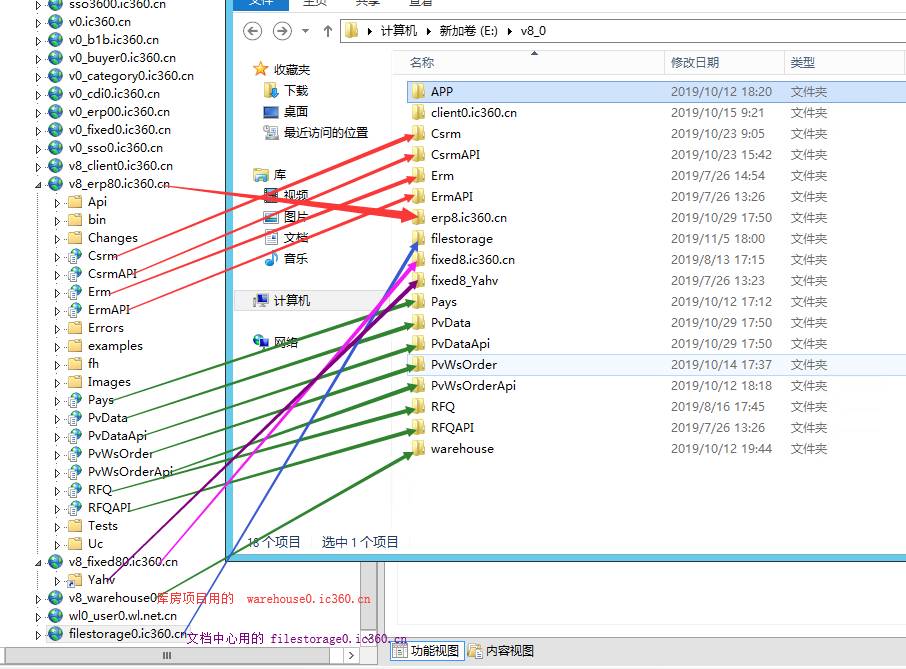 sso3600.ic360.cn
v0.ic360.cn
v0_b1b.ic360.cn
v0_buyer0.ic360.cn
v0_category0.ic360.cn
v0_cdi0.ic360.cn
v0_erp00.ic360.cn
v0_fixed0.ic360.cn
v0_sso0.ic360.cn
v8_client0.ic360.cn
v8_erp80.ic360.cn
Api
bin
Changes
Csrm
CsrmAPI
Erm
ErmAPI
Errors
examples
fh
Images
Pays
PvData
PvDataApi
PvWsOrder
PvWsOrderApi
RFQ
RFQAPI
Tests
Uc
v8_fixed80.ic360.cn
Yahv
v8_warehouse0 库房项目用的 warehouse0.ic360.cn
wl0_user0.wl.net.cn
filestorage0.ic360.cn 文档中心用的 filestorage0.ic360.cn
文件 主页 共享 查看
计算机 新加卷 (E:) v8_0
收藏夹
下载
桌面
最近访问的位置
库
视频
图片
文档
音乐
计算机
网络
名称 修改日期 类型
APP 2019/10/12 18:20 文件夹
client0.ic360.cn 2019/10/15 9:21 文件夹
Csrm 2019/10/23 9:05 文件夹
CsrmAPI 2019/10/23 15:42 文件夹
Erm 2019/7/26 14:54 文件夹
ErmAPI 2019/7/26 13:26 文件夹
erp8.ic360.cn 2019/10/29 17:50 文件夹
filestorage 2019/11/5 18:00 文件夹
fixed8.ic360.cn 2019/8/13 17:15 文件夹
fixed8_Yahv 2019/7/26 13:23 文件夹
Pays 2019/10/12 17:12 文件夹
PvData 2019/10/29 17:50 文件夹
PvDataApi 2019/10/29 17:50 文件夹
PvWsOrder 2019/10/14 17:37 文件夹
PvWsOrderApi 2019/10/12 18:18 文件夹
RFQ 2019/8/16 17:45 文件夹
RFQAPI 2019/7/26 13:26 文件夹
warehouse 2019/10/12 19:44 文件夹
18 个项目 选中 1 个项目
功能视图 内容视图